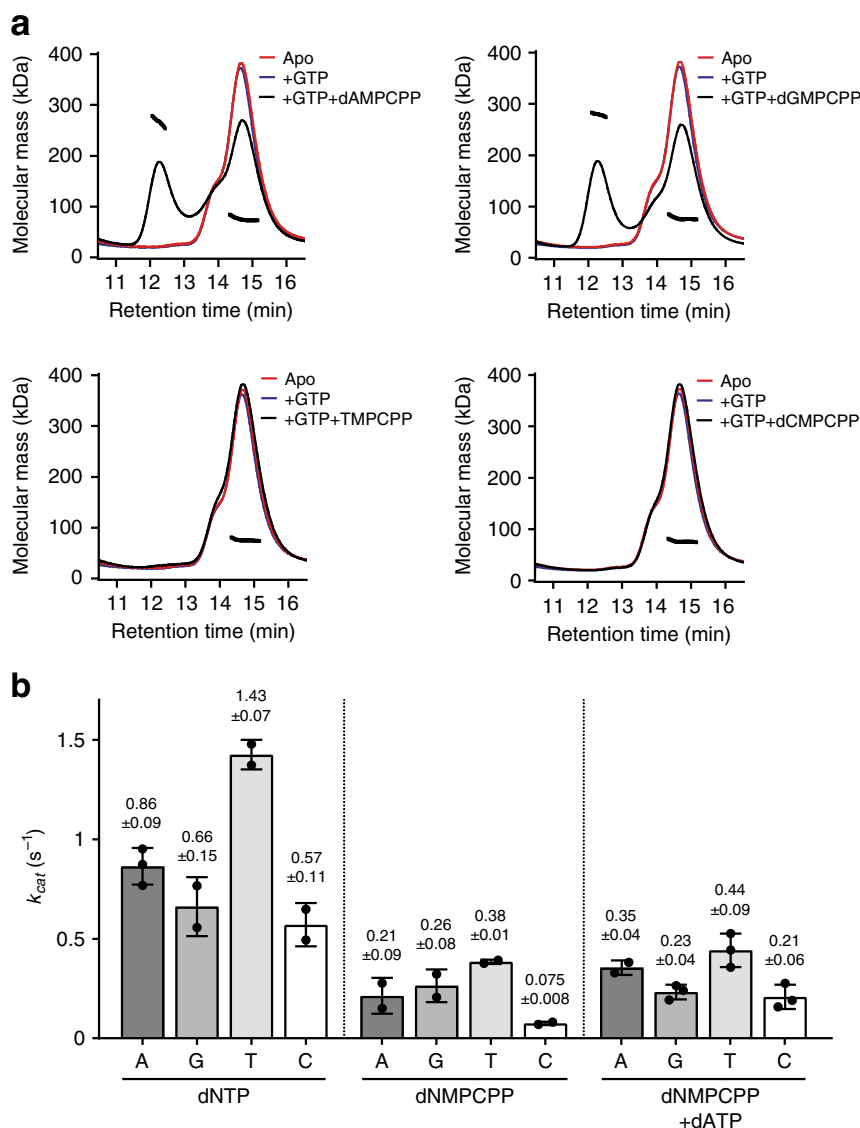 a
Molecular mass (kDa)
400
300
200
100
0
11 12 13 14 15 16
Retention time (min)
Apo
+GTP
+GTP+dAMPCPP
Molecular mass (kDa)
400
300
200
100
0
11 12 13 14 15 16
Retention time (min)
Apo
+GTP
+GTP+dGMPCPP
Molecular mass (kDa)
400
300
200
100
0
11 12 13 14 15 16
Retention time (min)
Apo
+GTP
+GTP+TMPCPP
Molecular mass (kDa)
400
300
200
100
0
11 12 13 14 15 16
Retention time (min)
Apo
+GTP
+GTP+dCMPCPP
b
kcat (s⁻¹)
1.5
1
0.5
0
0.86
±0.09
0.66
±0.15
1.43
±0.07
0.57
±0.11
0.21
±0.09
0.26
±0.08
0.38
±0.01
0.075
±0.008
0.35
±0.04
0.23
±0.04
0.44
±0.09
0.21
±0.06
A G T C A G T C A G T C
dNTP dNMPCPP dNMPCPP
+dATP